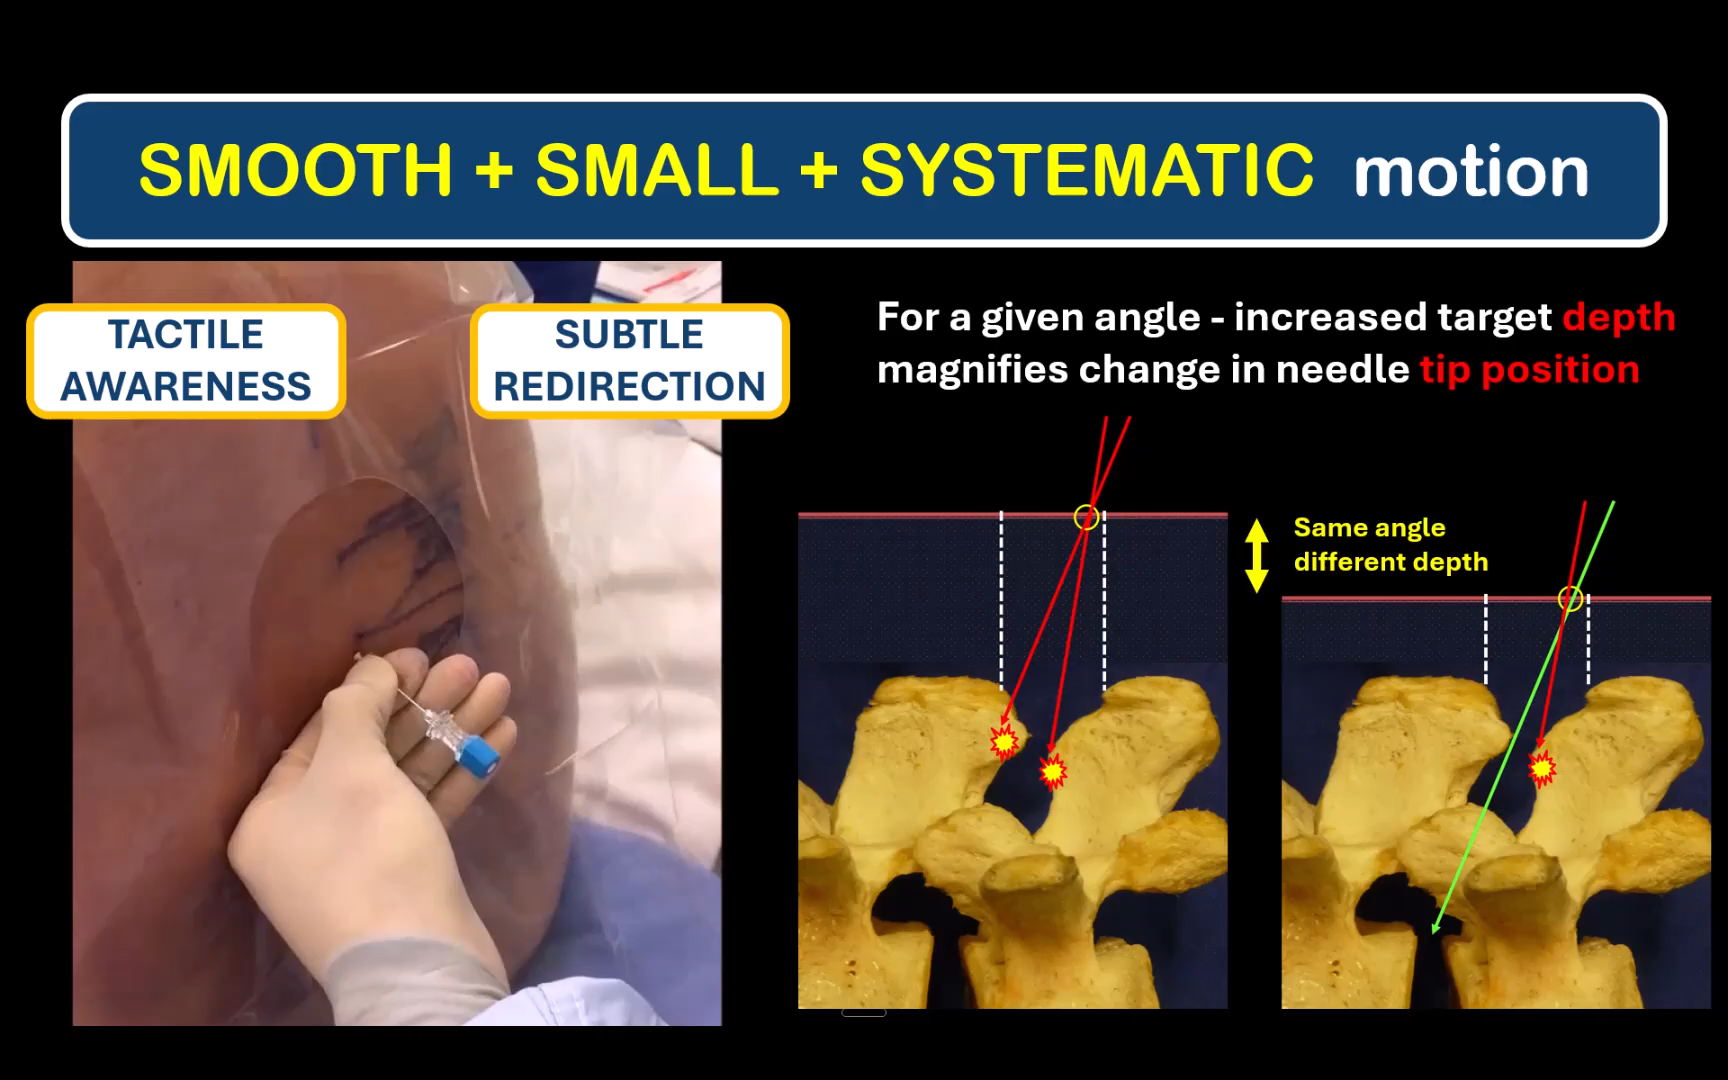 SMOOTH + SMALL + SYSTEMATIC motion
TACTILE
AWARENESS
SUBTLE
REDIRECTION
For a given angle - increased target depth
magnifies change in needle tip position
Same angle
different depth